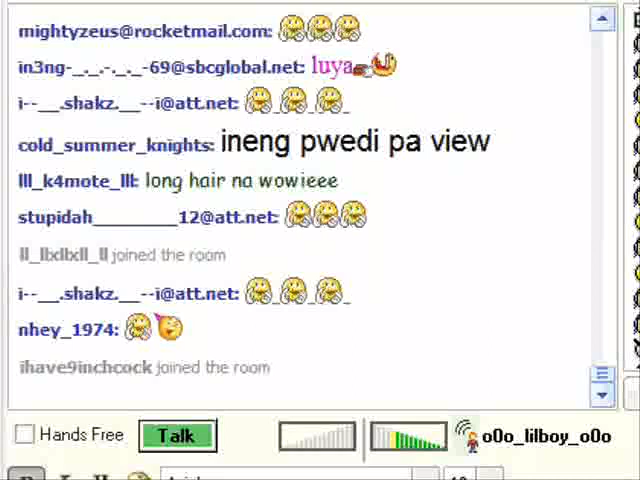 mightyzeus@rocketmail.com:
in3ng-_._.-._.-69@sbcglobal.net: luya
i--__.shakz.__--i@att.net: _ _ _
cold_summer_knights: ineng pwedi pa view
lll_k4mote_lll: long hair na wowieee
stupidah________12@att.net:
joined the room
i--__.shakz.__--i@att.net: _ _ _
nhey_1974:
ihave9inchcock joined the room
Hands Free Talk o0o_lilboy_o0o